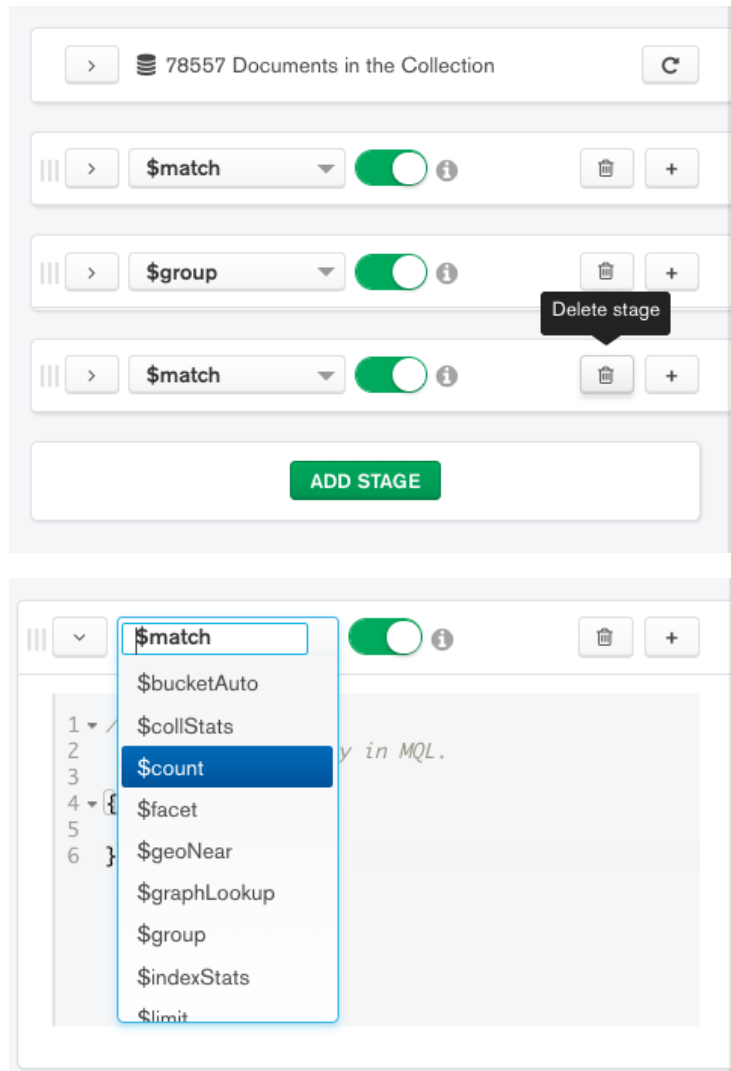 78557 Documents in the Collection
$match
$group
Delete stage
$match
ADD STAGE
$match
$bucketAuto
1 /
$collStats
2 y in MQL.
$count
3
4 {
$facet
5
$geoNear
6 }
$graphLookup
$group
$indexStats
$limit